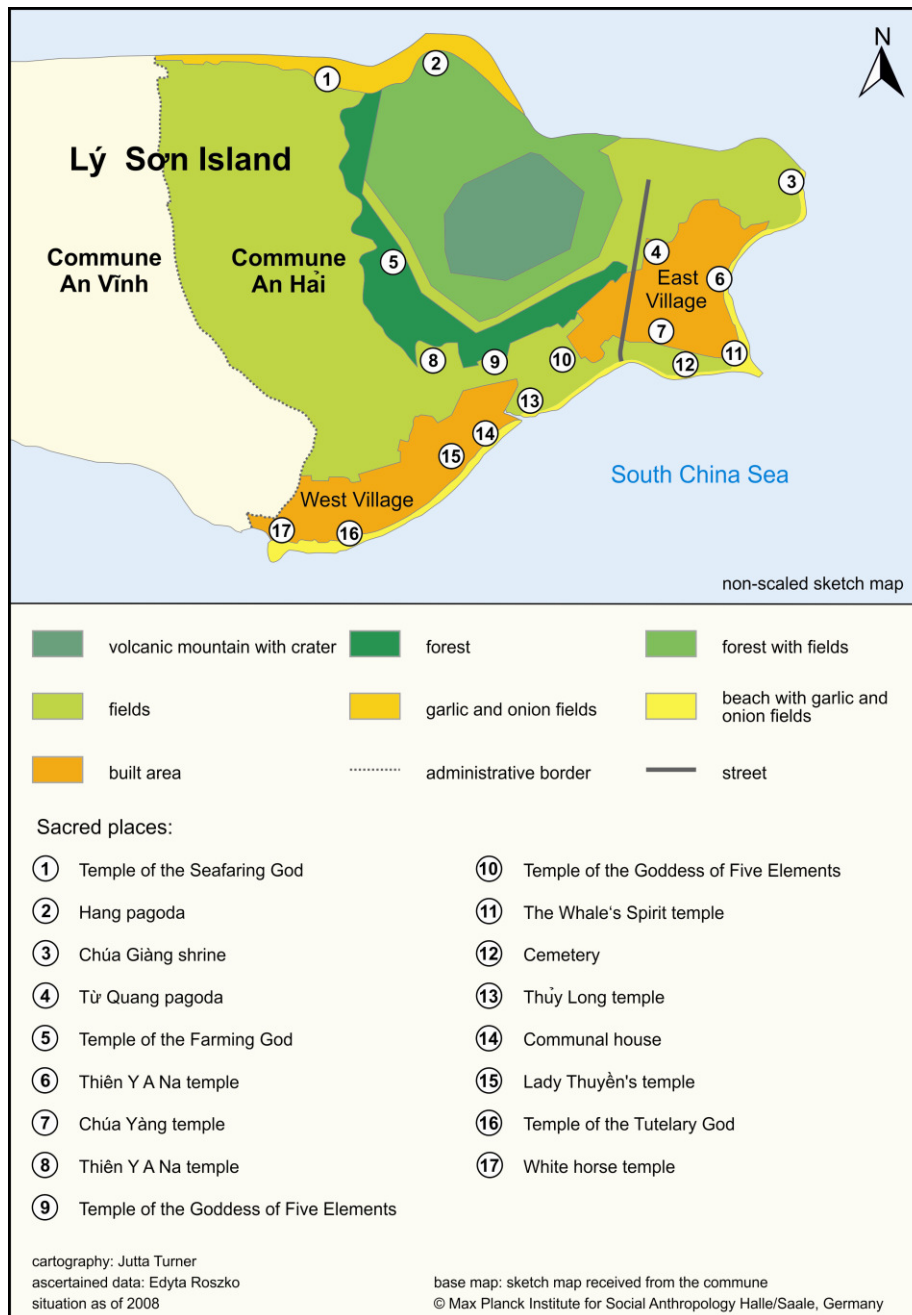 N
1
2
Lý Sơn Island
3
Commune
An Vĩnh
Commune
An Hải
5
4
East
Village
6
7
8
9
10
11
12
13
14
15
South China Sea
West Village
17
16
non-scaled sketch map
volcanic mountain with crater
forest
forest with fields
fields
garlic and onion fields
beach with garlic and
onion fields
built area
administrative border
street
Sacred places:
1 Temple of the Seafaring God
2 Hang pagoda
3 Chúa Giàng shrine
4 Từ Quang pagoda
5 Temple of the Farming God
6 Thiên Y A Na temple
7 Chúa Yàng temple
8 Thiên Y A Na temple
9 Temple of the Goddess of Five Elements
10 Temple of the Goddess of Five Elements
11 The Whale‘s Spirit temple
12 Cemetery
13 Thủy Long temple
14 Communal house
15 Lady Thuyền's temple
16 Temple of the Tutelary God
17 White horse temple
cartography: Jutta Turner
ascertained data: Edyta Roszko
situation as of 2008
base map: sketch map received from the commune
© Max Planck Institute for Social Anthropology Halle/Saale, Germany